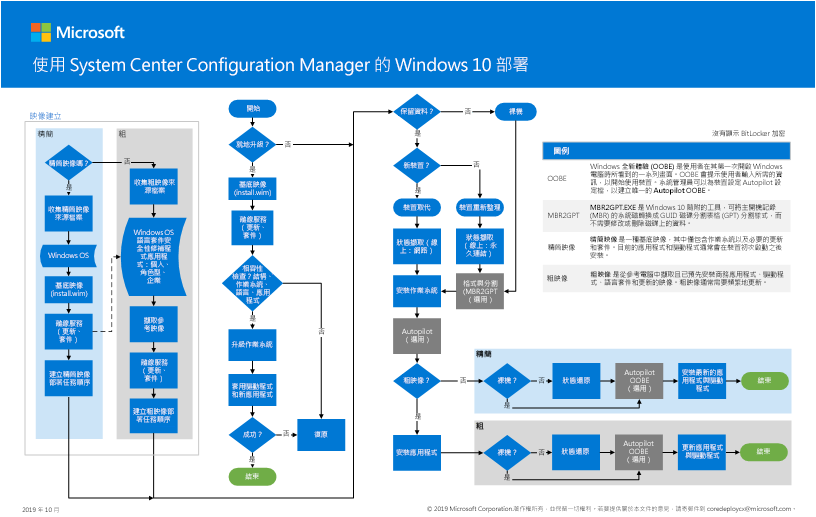 Microsoft
使用 System Center Configuration Manager 的 Windows 10 部署
映像建立
精簡
精簡映像嗎？
否
是
收集精簡映像
來源檔案
Windows OS
基底映像
(install.wim)
離線服務
（更新、
套件）
建立精簡映像
部署任務順序
粗
收集粗映像來
源檔案
Windows OS
語言套件安
全性修補程
式應用程
式：個人、
角色型、
企業
擷取參
考映像
離線服務
（更新、
套件）
建立粗映像部
署任務順序
開始
就地升級？
否
是
基底映像
(install.wim)
離線服務
（更新、
套件）
相容性
檢查？結構、
作業系統、
語言、應用
程式
是
否
升級作業系統
套用驅動程式
和新應用程式
成功？
否
復原
是
結束
保留資料？
否
裸機
是
新裝置？
否
是
裝置取代
裝置重新整理
狀態擷取（線
上：網路）
狀態擷取
（線上：永
久連結）
安裝作業系統
格式需分割
(MBR2GPT
（選用）
Autopilot
（選用）
粗映像？
否
是
安裝應用程式
精簡
裸機？
否
是
狀態還原
Autopilot
OOBE
（選用）
安裝最新的應
用程式與驅動
程式
結束
粗
裸機？
否
是
狀態還原
Autopilot
OOBE
（選用）
更新應用程式
與驅動程式
結束
沒有顯示 BitLocker 加密
圖例
OOBE
Windows 全新體驗 (OOBE) 是使用者在其第一次開啟 Windows
電腦時所看到的一系列畫面。OOBE 會提示使用者輸入所需的資
訊，以開始使用裝置。系統管理員可以為裝置設定 Autopilot 設
定檔，以建立唯一的 Autopilot OOBE。
MBR2GPT
MBR2GPT.EXE 是 Windows 10 隨附的工具，可將主開機記錄
(MBR) 的系統磁碟轉換成 GUID 磁碟分割表格 (GPT) 分割樣式，而
不需要修改或刪除磁碟上的資料。
精簡映像
精簡映像 是一種基底映像，其中僅包含作業系統以及必要的更新
和套件。目前的應用程式和驅動程式通常會在裝置初次啟動之後
安裝。
粗映像
粗映像 是從參考電腦中擷取且已預先安裝商務應用程式、驅動程
式、語言套件和更新的映像。粗映像通常需要頻繁地更新。
2019 年 10 月
© 2019 Microsoft Corporation.著作權所有，並保留一切權利。若要提供關於本文件的意見，請寄郵件到 coredeploycx@microsoft.com。